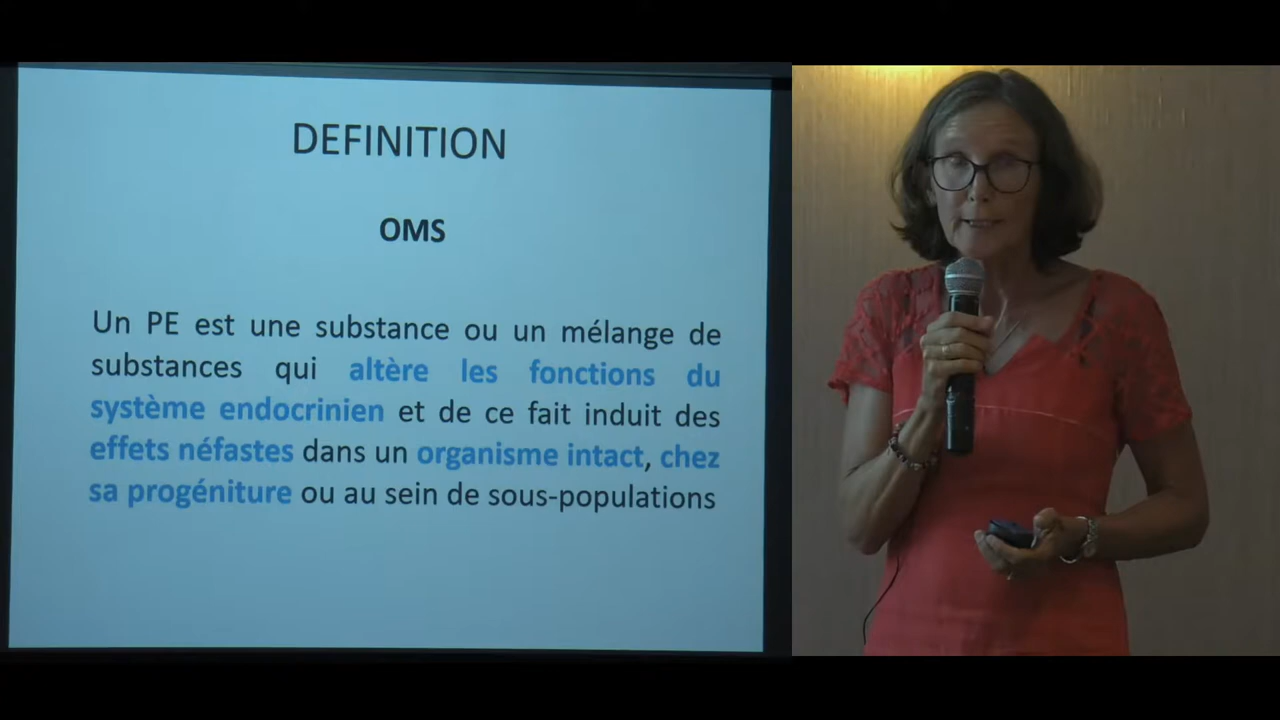 DEFINITION
OMS
Un PE est une substance ou un mélange de
substances qui altère les fonctions du
système endocrinien et de ce fait induit des
effets néfastes dans un organisme intact, chez
sa progéniture ou au sein de sous-populations